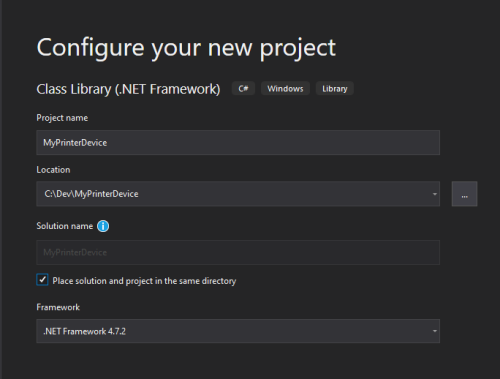 Configure your new project
Class Library (.NET Framework) C# Windows Library
Project name
MyPrinterDevice
Location
C:\Dev\MyPrinterDevice
...
Solution name
MyPrinterDevice
Place solution and project in the same directory
Framework
.NET Framework 4.7.2